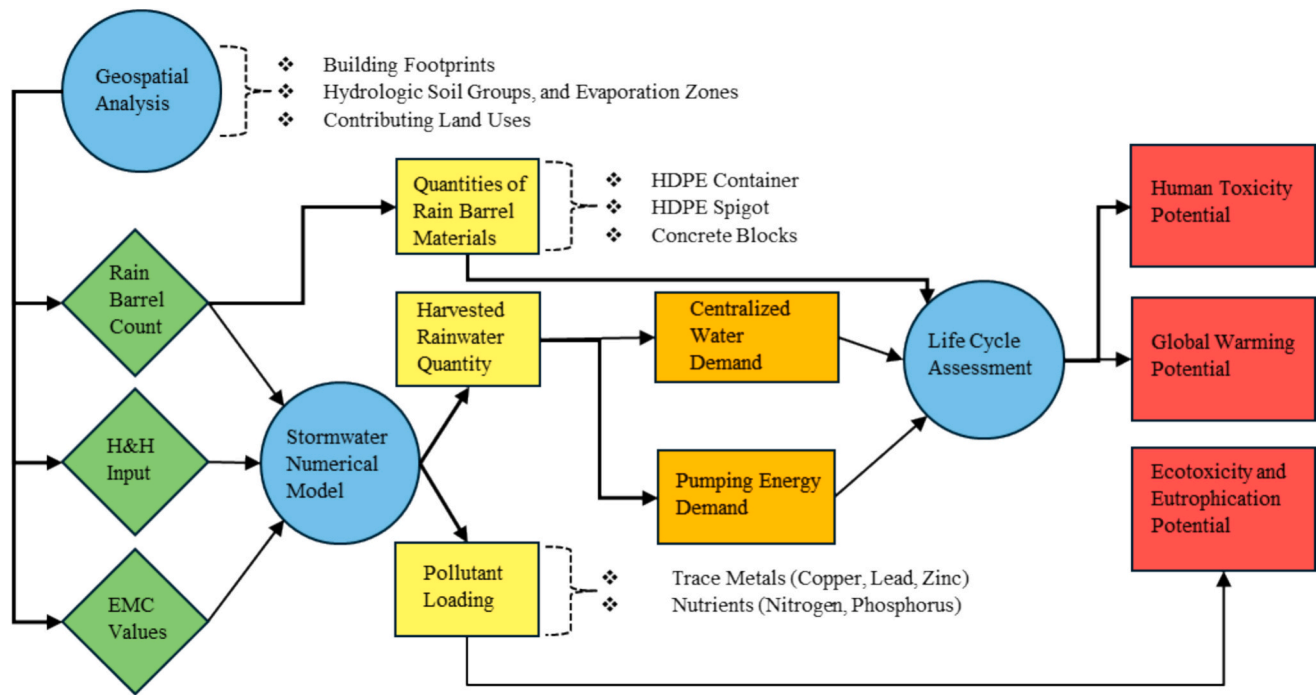 Geospatial
Analysis
❖ Building Footprints
❖ Hydrologic Soil Groups, and Evaporation Zones
❖ Contributing Land Uses
Quantities of
Rain Barrel
Materials
❖ HDPE Container
❖ HDPE Spigot
❖ Concrete Blocks
Human Toxicity
Potential
Rain
Barrel
Count
Harvested
Rainwater
Quantity
Centralized
Water
Demand
Life Cycle
Assessment
Global Warming
Potential
H&H
Input
Stormwater
Numerical
Model
Pumping Energy
Demand
Ecotoxicity and
Eutrophication
Potential
EMC
Values
Pollutant
Loading
❖ Trace Metals (Copper, Lead, Zinc)
❖ Nutrients (Nitrogen, Phosphorus)